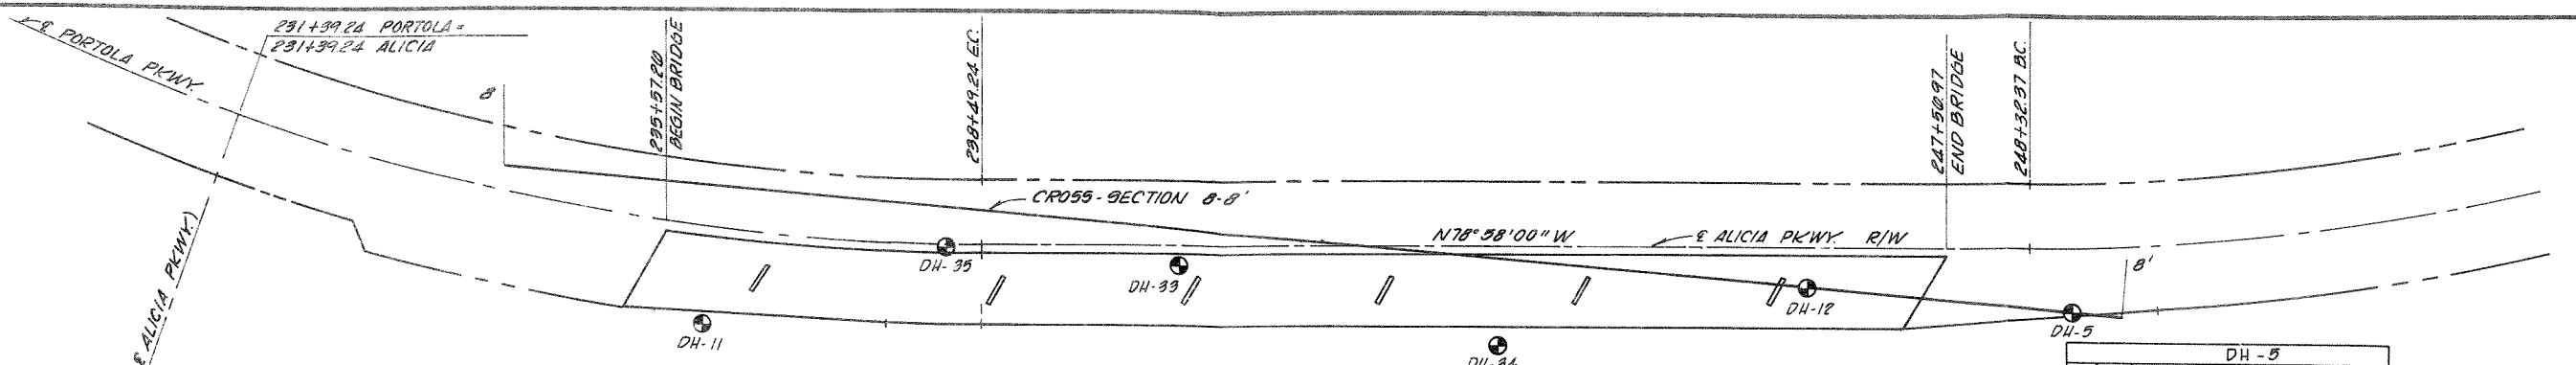 ℄ PORTOLA PKWY.
231+39.24 PORTOLA =
231+39.24 ALICIA
℄ ALICIA PKWY.)
8
235+57.20
BEGIN BRIDGE
238+49.24 E.C.
CROSS-SECTION 8-8'
N78°58'00"W
℄ ALICIA PKWY. R/W
247+50.97
END BRIDGE
248+32.37 B.C.
8'
DH-35
DH-33
DH-12
DH-5
DH-11
DH-34
DH-5